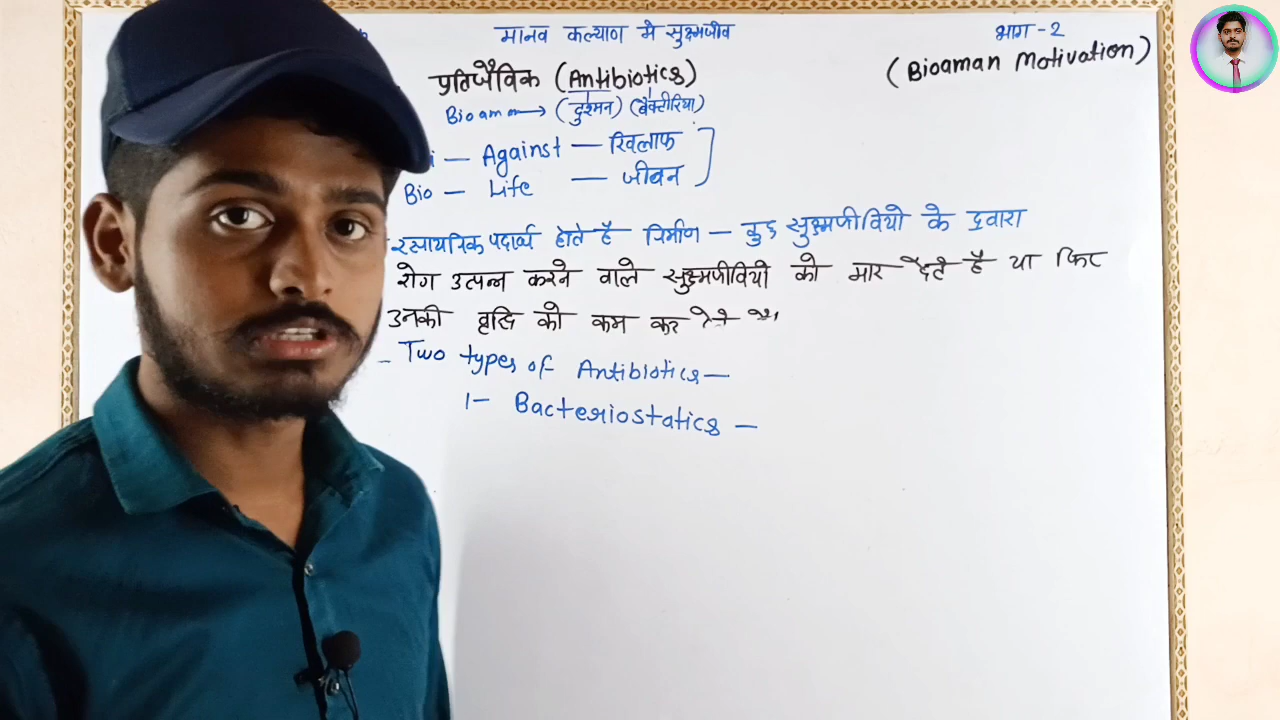 मानव कल्याण मे सुक्ष्मजीव
भाग - 2
प्रतिजैविक (Antibiotics)
(Bioaman Motivation)
Bioaman → (दुश्मन) (बैक्टीरिया)
i — Against — खिलाफ
Bio — Life — जीवन
रसायनिक पदार्थ होते है निर्माण — कुछ सुक्ष्मजीवियो के द्वारा
रोग उत्पन्न करने वाले सुक्ष्मजीवियो को मार देते है या फिर
उनकी वृद्धि को कम कर देते है।
– Two types of Antibiotics —
1- Bacteriostatics —